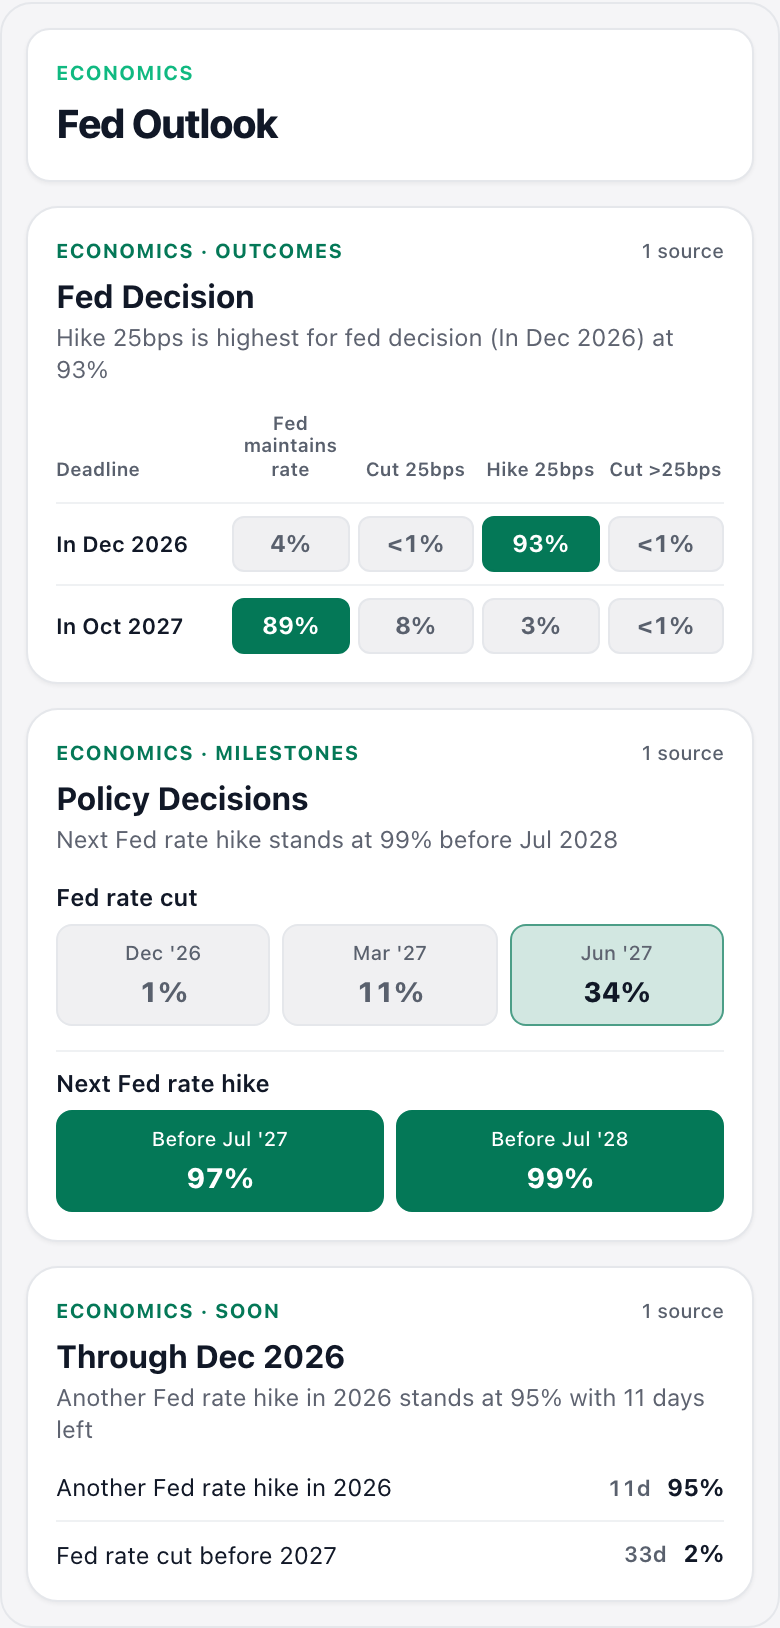 ECONOMICS
Fed Outlook
ECONOMICS · OUTCOMES 1 source
Fed Decision
Hike 25bps is highest for fed decision (In Dec 2026) at
93%
Fed
maintains
Deadline rate Cut 25bps Hike 25bps Cut >25bps
In Dec 2026 4% <1% 93% <1%
In Oct 2027 89% 8% 3% <1%
ECONOMICS · MILESTONES 1 source
Policy Decisions
Next Fed rate hike stands at 99% before Jul 2028
Fed rate cut
Dec '26 Mar '27 Jun '27
1% 11% 34%
Next Fed rate hike
Before Jul '27 Before Jul '28
97% 99%
ECONOMICS · SOON 1 source
Through Dec 2026
Another Fed rate hike in 2026 stands at 95% with 11 days
left
Another Fed rate hike in 2026 11d 95%
Fed rate cut before 2027 33d 2%